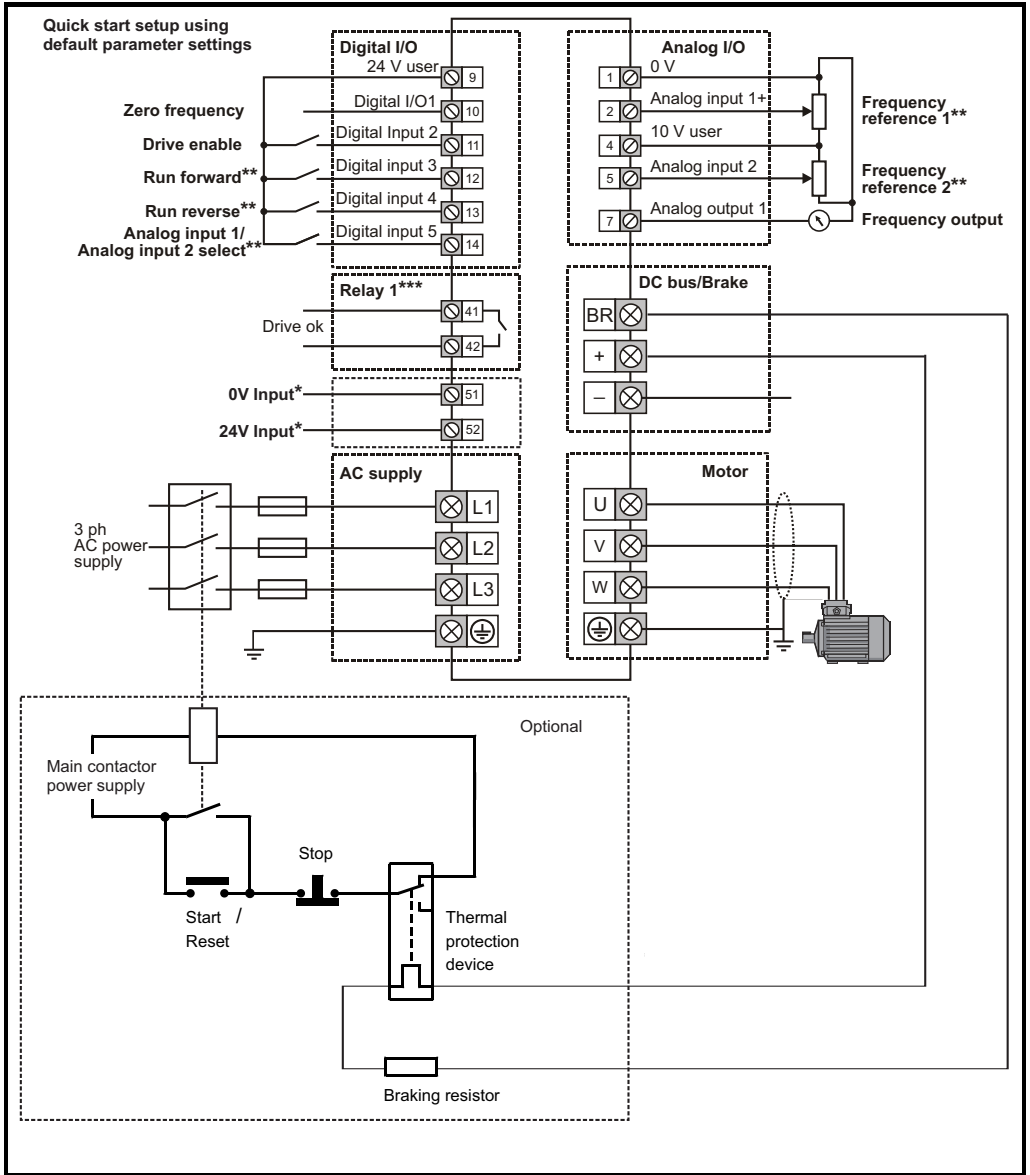 Quick start setup using
default parameter settings
Digital I/O
24 V user
9
Zero frequency
Digital I/O1
10
Drive enable
Digital Input 2
11
Run forward**
Digital input 3
12
Run reverse**
Digital input 4
13
Analog input 1/
Analog input 2 select**
Digital input 5
14
Relay 1***
41
Drive ok
42
0V Input*
51
24V Input*
52
AC supply
3 ph
AC power
supply
L1
L2
L3
Analog I/O
1
0 V
2
Analog input 1+
Frequency
reference 1**
4
10 V user
5
Analog input 2
Frequency
reference 2**
7
Analog output 1
Frequency output
DC bus/Brake
BR
+
–
Motor
U
V
W
Optional
Main contactor
power supply
Start /
Reset
Stop
Thermal
protection
device
Braking resistor